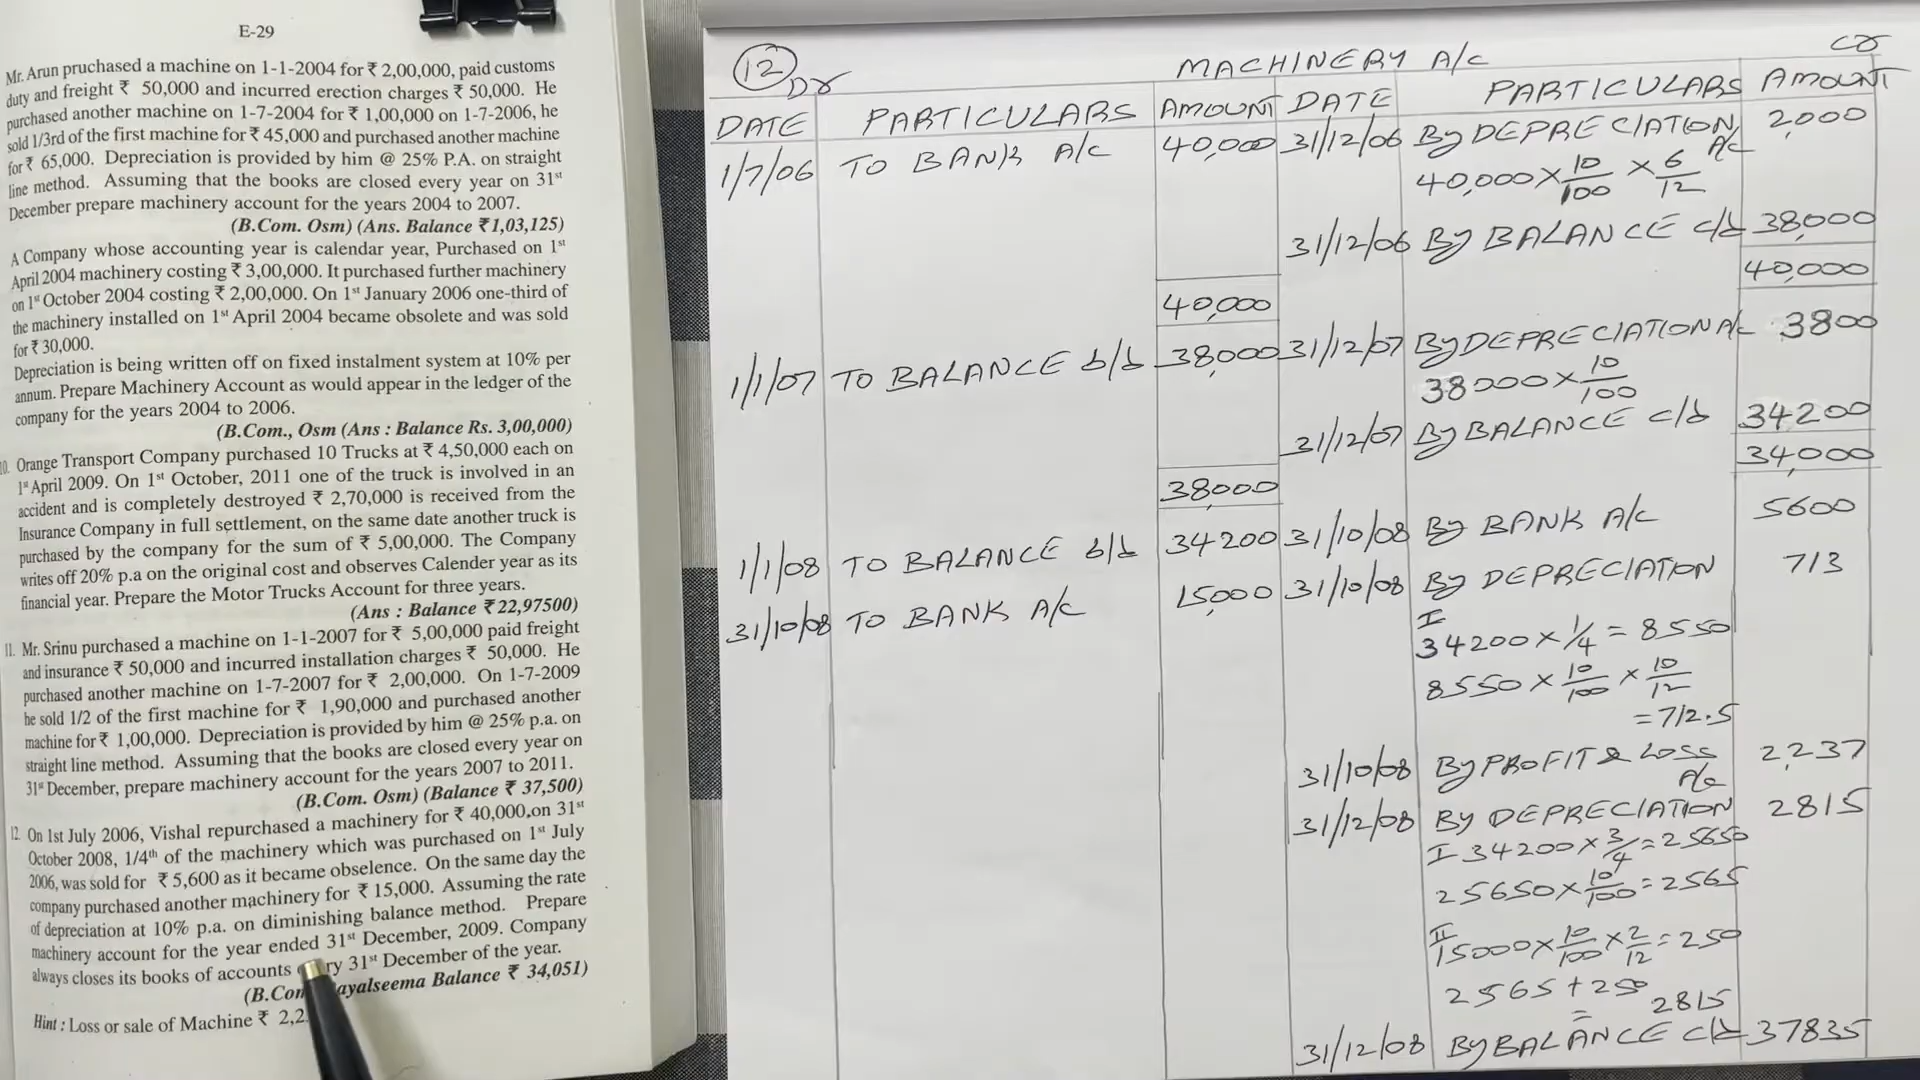 E-29
Mr. Arun pruchased a machine on 1-1-2004 for ₹ 2,00,000, paid customs
duty and freight ₹ 50,000 and incurred erection charges ₹ 50,000. He
purchased another machine on 1-7-2004 for ₹ 1,00,000 on 1-7-2006, he
sold 1/3rd of the first machine for ₹ 45,000 and purchased another machine
for ₹ 65,000. Depreciation is provided by him @ 25% P.A. on straight
line method. Assuming that the books are closed every year on 31st
December prepare machinery account for the years 2004 to 2007.
(B.Com. Osm) (Ans. Balance ₹1,03,125)
A Company whose accounting year is calendar year, Purchased on 1st
April 2004 machinery costing ₹ 3,00,000. It purchased further machinery
on 1st October 2004 costing ₹ 2,00,000. On 1st January 2006 one-third of
the machinery installed on 1st April 2004 became obsolete and was sold
for ₹ 30,000.
Depreciation is being written off on fixed instalment system at 10% per
annum. Prepare Machinery Account as would appear in the ledger of the
company for the years 2004 to 2006.
(B.Com., Osm (Ans : Balance Rs. 3,00,000)
10. Orange Transport Company purchased 10 Trucks at ₹ 4,50,000 each on
1st April 2009. On 1st October, 2011 one of the truck is involved in an
accident and is completely destroyed ₹ 2,70,000 is received from the
Insurance Company in full settlement, on the same date another truck is
purchased by the company for the sum of ₹ 5,00,000. The Company
writes off 20% p.a on the original cost and observes Calender year as its
financial year. Prepare the Motor Trucks Account for three years.
(Ans : Balance ₹ 22,97500)
11. Mr. Srinu purchased a machine on 1-1-2007 for ₹ 5,00,000 paid freight
and insurance ₹ 50,000 and incurred installation charges ₹ 50,000. He
purchased another machine on 1-7-2007 for ₹ 2,00,000. On 1-7-2009
he sold 1/2 of the first machine for ₹ 1,90,000 and purchased another
machine for ₹ 1,00,000. Depreciation is provided by him @ 25% p.a. on
straight line method. Assuming that the books are closed every year on
31st December, prepare machinery account for the years 2007 to 2011.
(B.Com. Osm) (Balance ₹ 37,500)
12. On 1st July 2006, Vishal repurchased a machinery for ₹ 40,000,on 31st
October 2008, 1/4th of the machinery which was purchased on 1st July
2006, was sold for ₹ 5,600 as it became obselence. On the same day the
company purchased another machinery for ₹ 15,000. Assuming the rate
of depreciation at 10% p.a. on diminishing balance method. Prepare
machinery account for the year ended 31st December, 2009. Company
always closes its books of accounts ry 31st December of the year.
(B.Com ayalseema Balance ₹ 34,051)
Hint : Loss or sale of Machine ₹ 2,2
12
Dr MACHINERY A/c Cr
DATE PARTICULARS AMOUNT DATE PARTICULARS AMOUNT
1/7/06 TO BANK A/c 40,000 31/12/06 By DEPRECIATION A/c 2,000
40,000 × 10/100 × 6/12
31/12/06 By BALANCE c/d 38,000
40,000 40,000
1/1/07 TO BALANCE b/d 38,000 31/12/07 By DEPRECIATION A/c 3800
38000 × 10/100
31/12/07 By BALANCE c/d 34200
38,000 34,000
1/1/08 TO BALANCE b/d 34200 31/10/08 By BANK A/c 5600
31/10/08 TO BANK A/c 15,000 31/10/08 By DEPRECIATION 713
I
34200 × 1/4 = 8550
8550 × 10/100 × 10/12
= 712.5
31/10/08 By PROFIT & LOSS A/c 2,237
31/12/08 By DEPRECIATION 2815
I 34200 × 3/4 = 25650
25650 × 10/100 = 2565
II
15000 × 10/100 × 2/12 = 250
2565 + 250
= 2815
31/12/08 By BALANCE c/d 37835